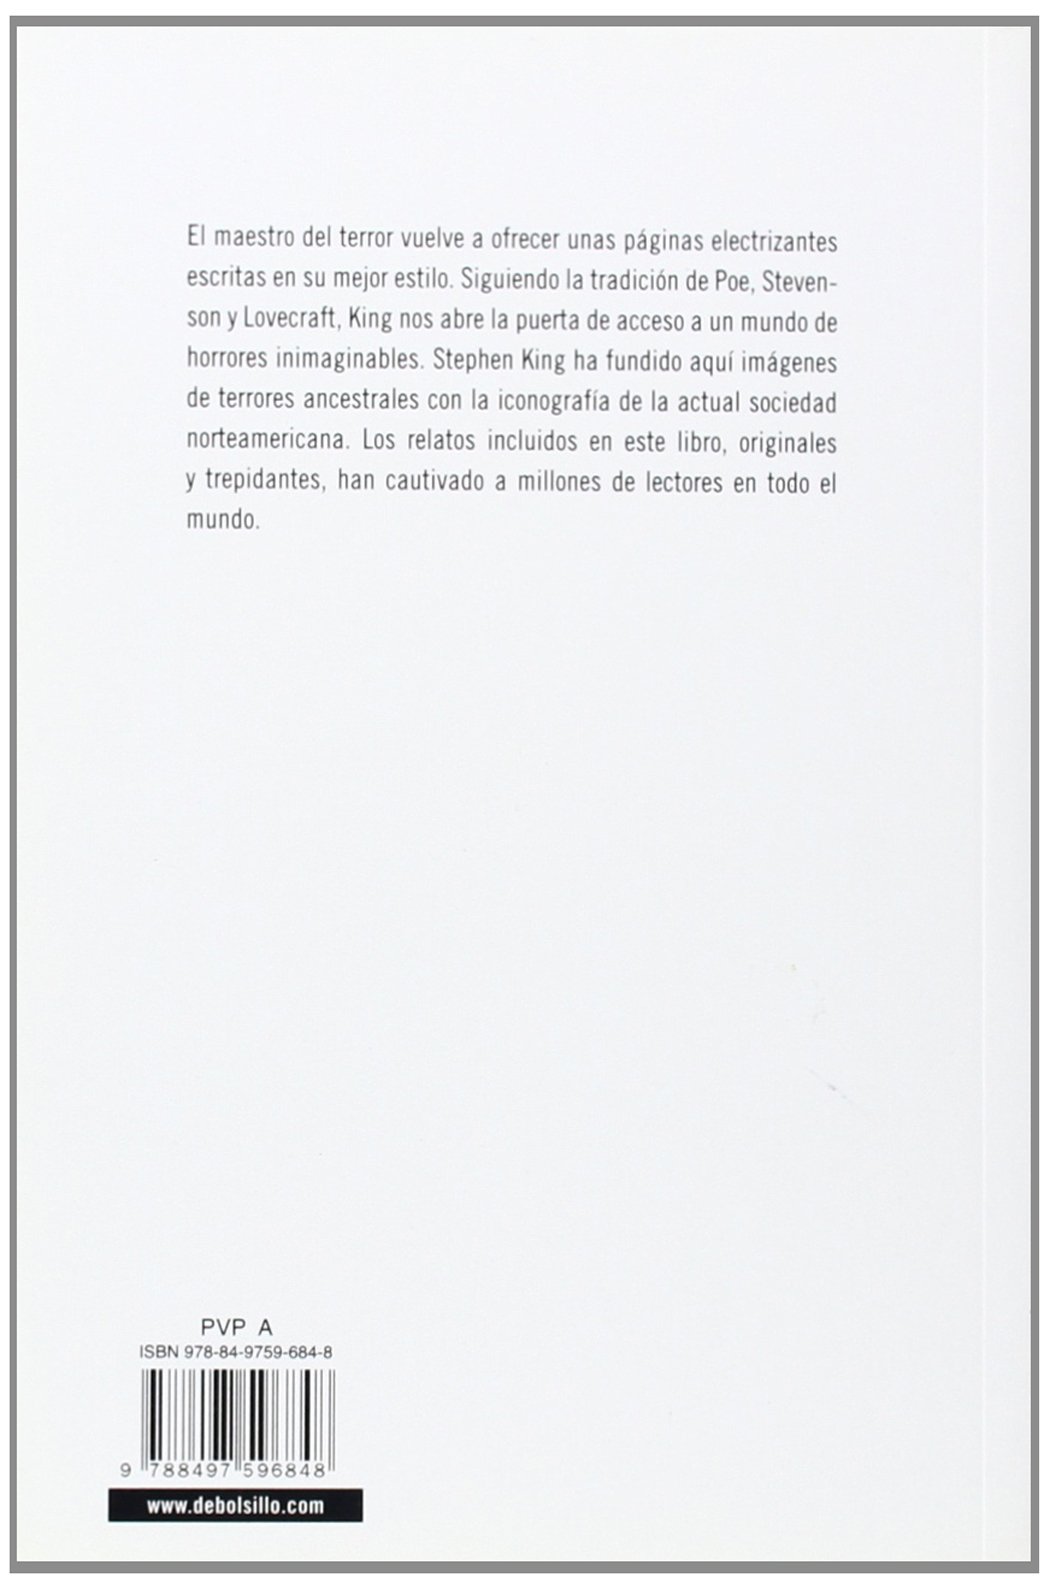 El maestro del terror vuelve a ofrecer unas páginas electrizantes
escritas en su mejor estilo. Siguiendo la tradición de Poe, Steven-
son y Lovecraft, King nos abre la puerta de acceso a un mundo de
horrores inimaginables. Stephen King ha fundido aquí imágenes
de terrores ancestrales con la iconografía de la actual sociedad
norteamericana. Los relatos incluidos en este libro, originales
y trepidantes, han cautivado a millones de lectores en todo el
mundo.
PVP A
ISBN 978-84-9759-684-8
9 788497 596848
www.debolsillo.com